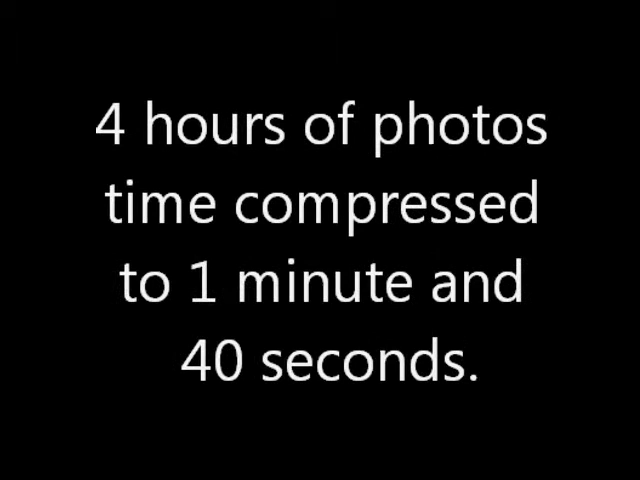 4 hours of photos
time compressed
to 1 minute and
40 seconds.